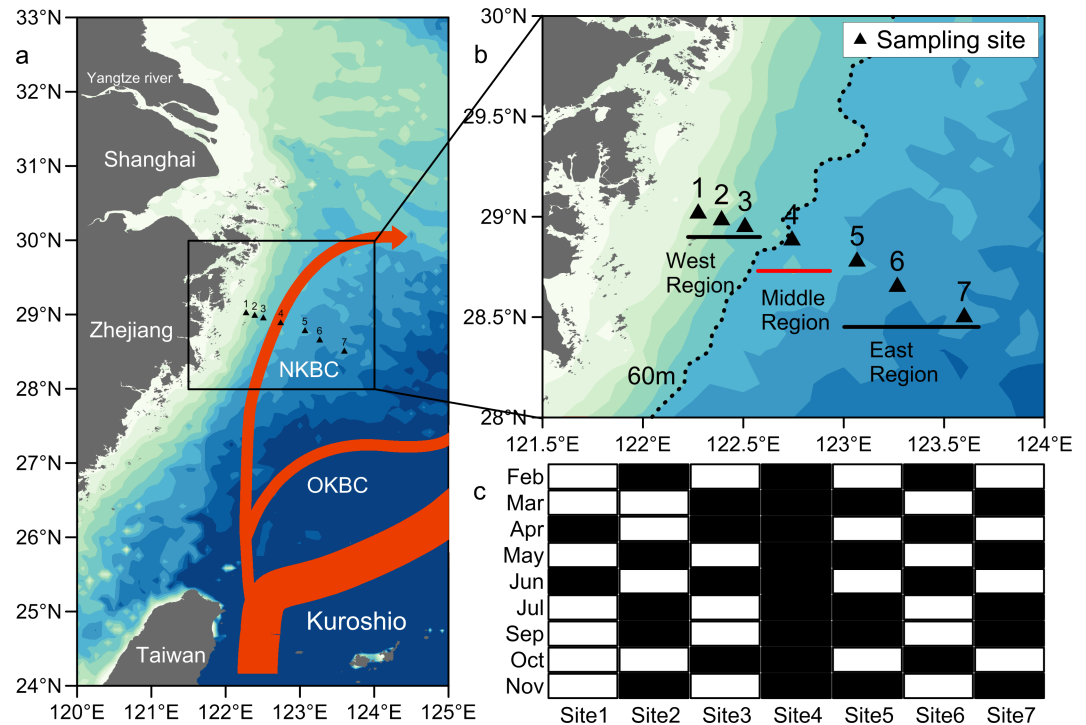 a
33°N
32°N
31°N
30°N
29°N
28°N
27°N
26°N
25°N
24°N
120°E 121°E 122°E 123°E 124°E 125°E
Yangtze river
Shanghai
Zhejiang
1 2 3 4 5 6 7
NKBC
OKBC
Kuroshio
Taiwan
b
30°N
29.5°N
29°N
28.5°N
28°N
121.5°E 122°E 122.5°E 123°E 123.5°E 124°E
Sampling site
1 2 3 4 5 6 7
West
Region
Middle
Region
East
Region
60m
c
Feb
Mar
Apr
May
Jun
Jul
Sep
Oct
Nov
Site1 Site2 Site3 Site4 Site5 Site6 Site7